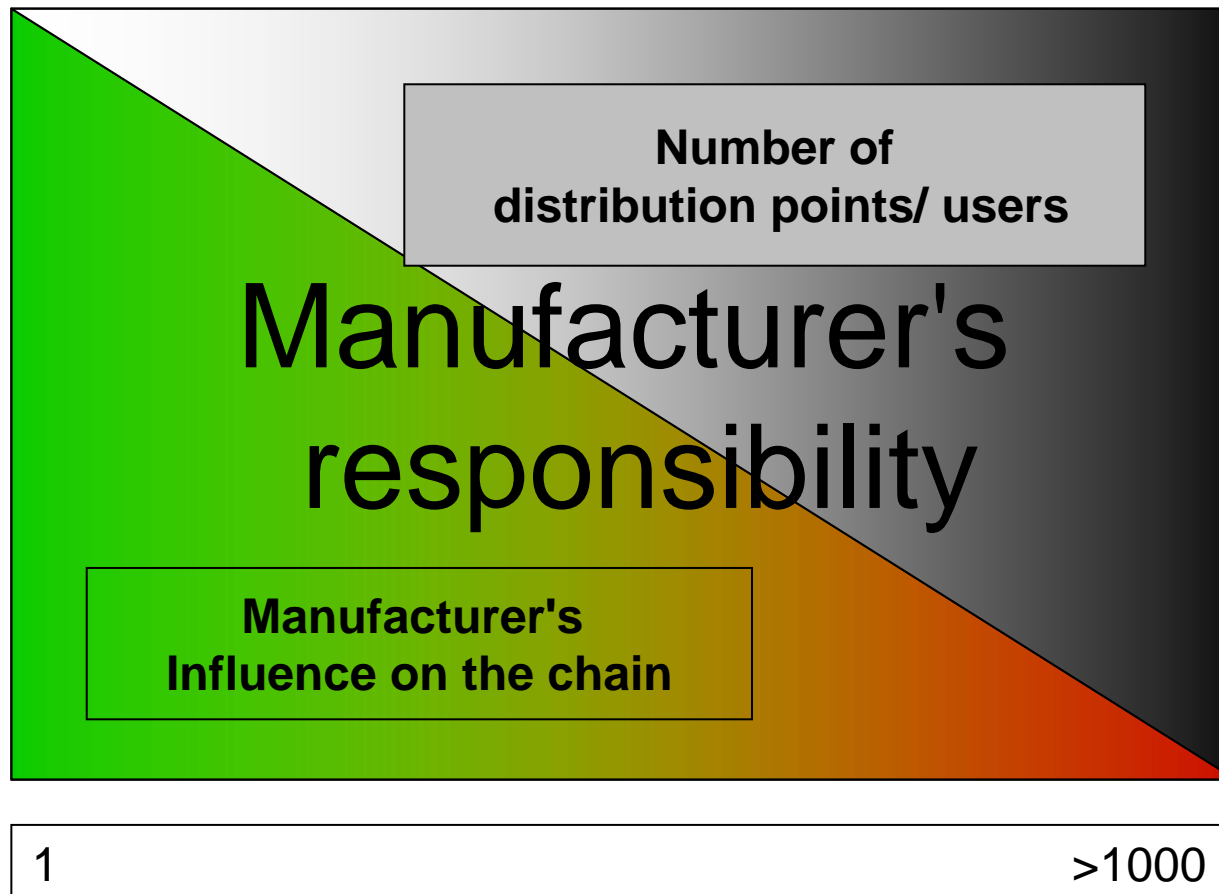 Number of
distribution points/ users
Manufacturer's
responsibility
Manufacturer's
Influence on the chain
1 >1000